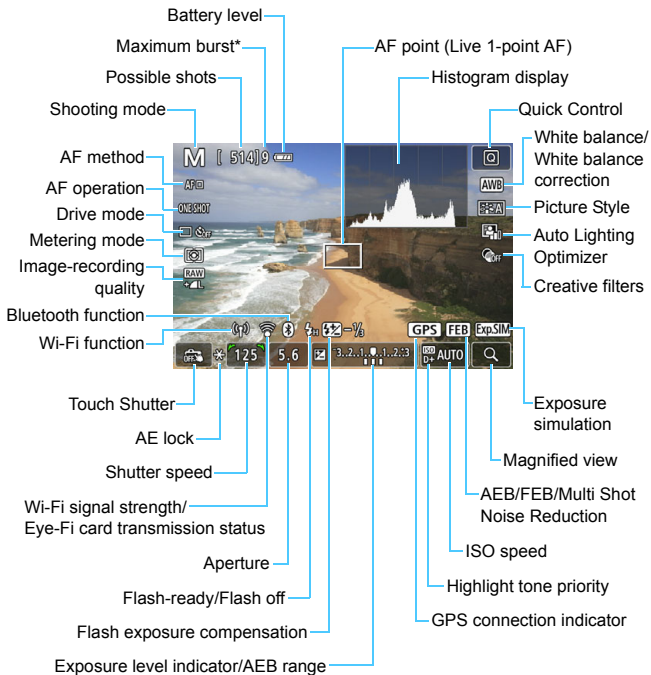 Battery level
Maximum burst*
AF point (Live 1-point AF)
Possible shots
Histogram display
Shooting mode
Quick Control
M [ 514] 9
Q
White balance/
White balance
correction
AF method
AF
AWB
AF operation
ONE SHOT
Picture Style
A
Drive mode
OFF
Auto Lighting
Optimizer
Metering mode
Image-recording
quality
RAW
+L
OFF
Creative filters
Bluetooth function
Wi-Fi function
H
-1/3
GPS FEB Exp.SIM
OFF
125 5.6 -3..2..1..0..1..2..:3 ISO D+ AUTO
Touch Shutter
Exposure
simulation
AE lock
Magnified view
Shutter speed
AEB/FEB/Multi Shot
Noise Reduction
Wi-Fi signal strength/
Eye-Fi card transmission status
ISO speed
Aperture
Highlight tone priority
Flash-ready/Flash off
GPS connection indicator
Flash exposure compensation
Exposure level indicator/AEB range